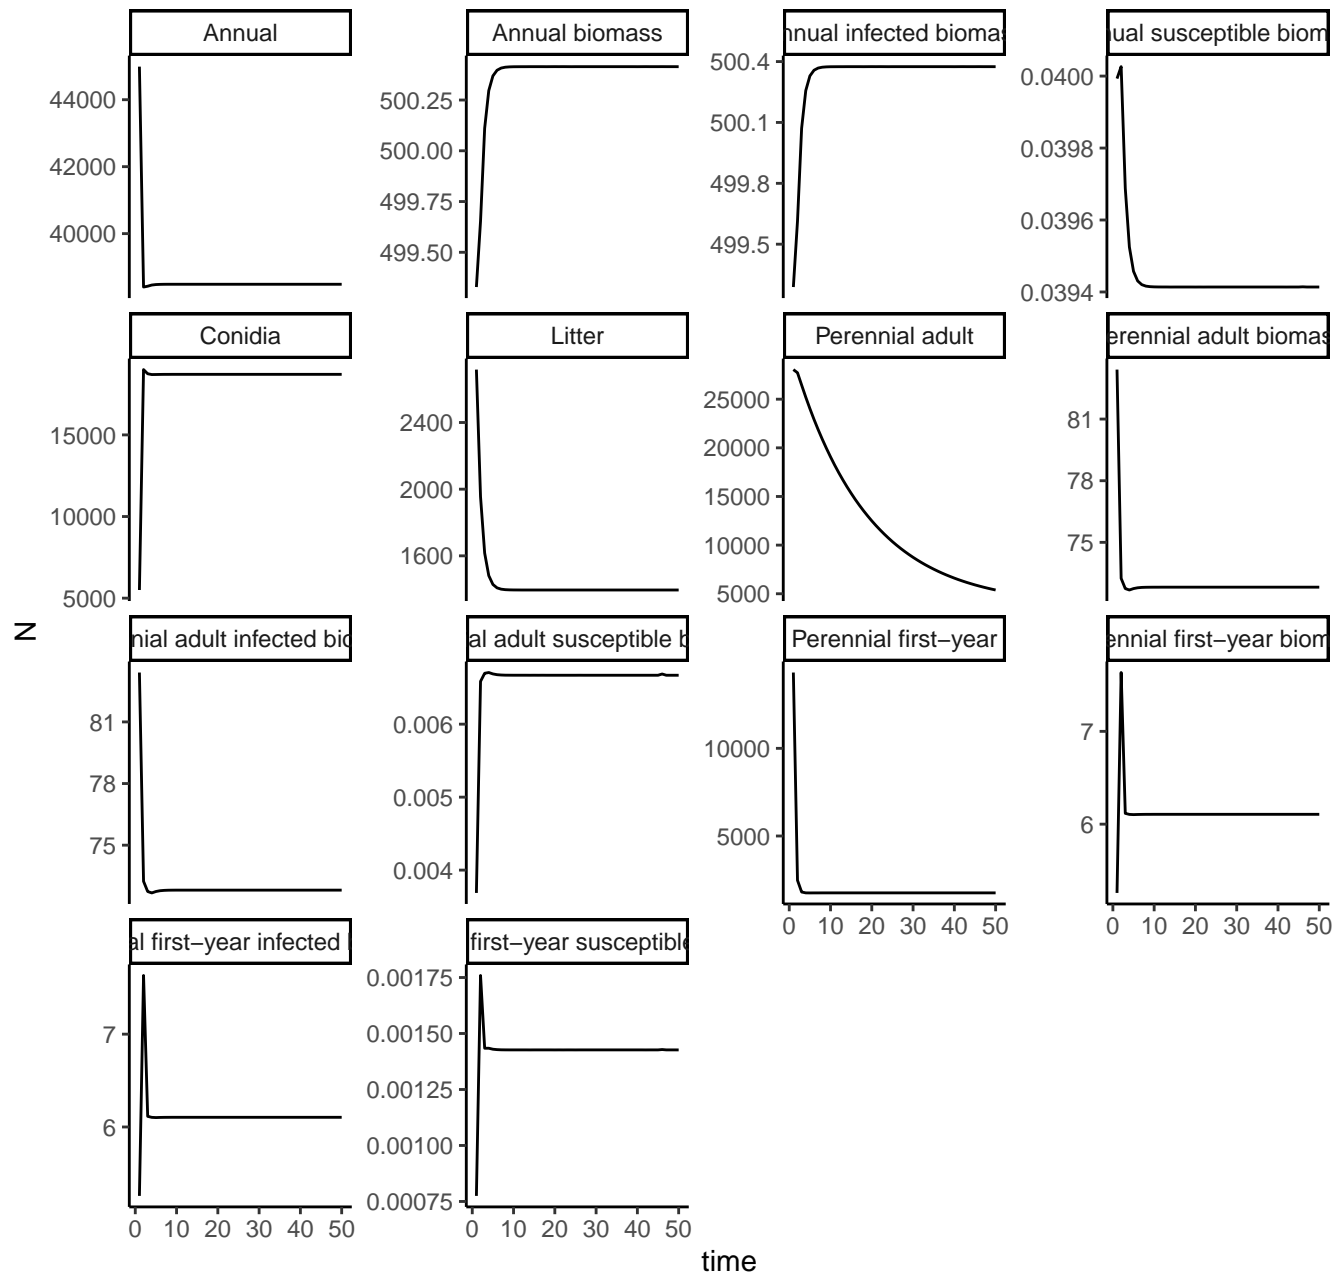 Annual
Annual biomass
nnual infected biomas
ual susceptible biom
44000
42000
40000
500.25
500.00
499.75
499.50
500.4
500.1
499.8
499.5
0.0400
0.0398
0.0396
0.0394
Conidia
Litter
Perennial adult
erennial adult biomas
15000
10000
5000
2400
2000
1600
25000
20000
15000
10000
5000
81
78
75
N
nial adult infected bio
al adult susceptible b
Perennial first−year
ennial first−year biom
81
78
75
0.006
0.005
0.004
10000
5000
0 10 20 30 40 50
7
6
0 10 20 30 40 50
al first−year infected
first−year susceptible
7
6
0 10 20 30 40 50
0.00175
0.00150
0.00125
0.00100
0.00075
0 10 20 30 40 50
time